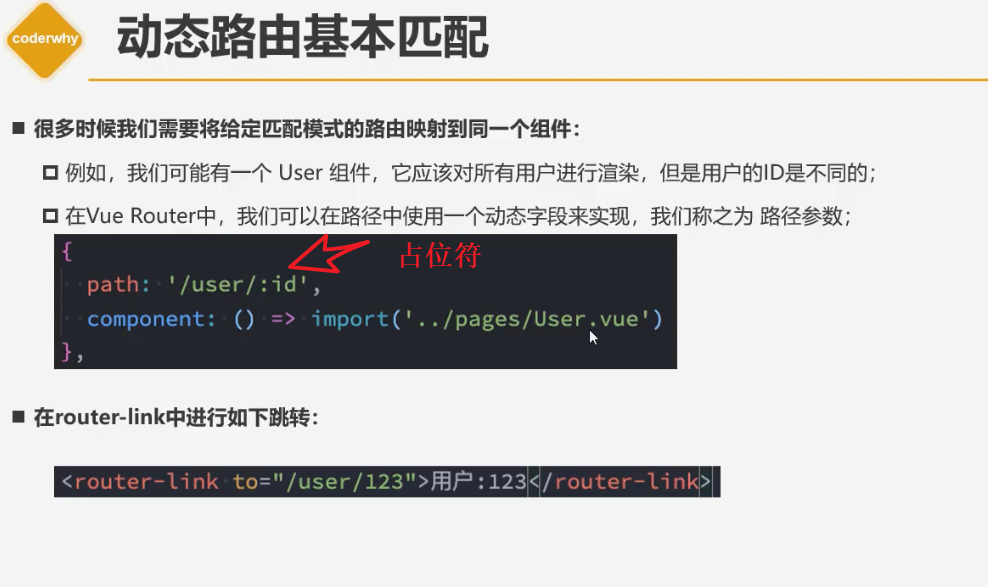 coderwhy
动态路由基本匹配
很多时候我们需要将给定匹配模式的路由映射到同一个组件：
例如，我们可能有一个 User 组件，它应该对所有用户进行渲染，但是用户的ID是不同的；
在Vue Router中，我们可以在路径中使用一个动态字段来实现，我们称之为 路径参数；
{
占位符
path: '/user/:id',
component: () => import('../pages/User.vue')
},
在router-link中进行如下跳转：
<router-link to="/user/123">用户:123</router-link>